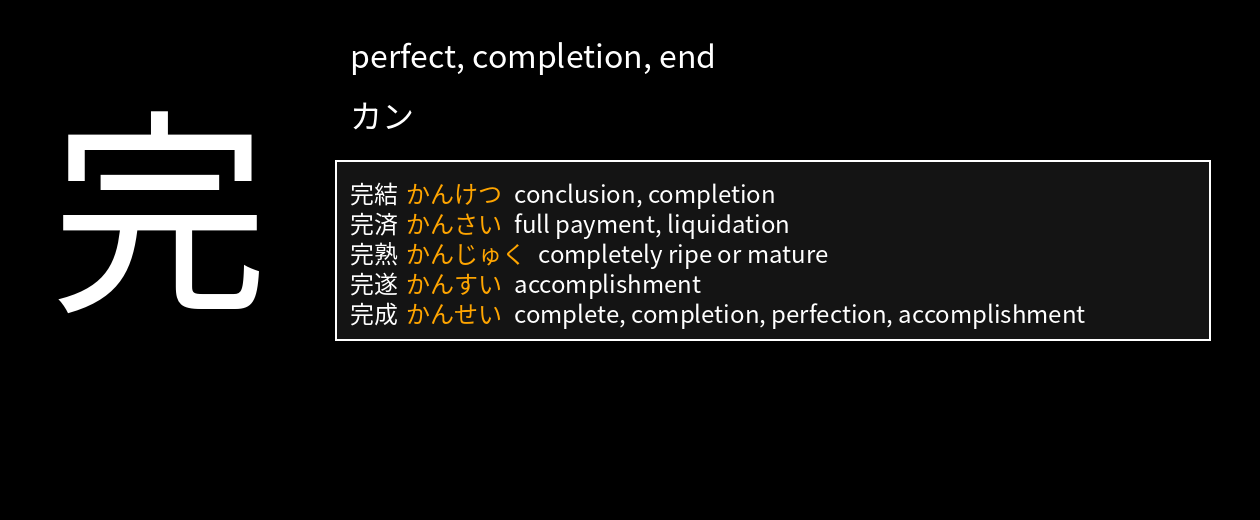 完
perfect, completion, end
カン
完結 かんけつ conclusion, completion
完済 かんさい full payment, liquidation
完熟 かんじゅく completely ripe or mature
完遂 かんすい accomplishment
完成 かんせい complete, completion, perfection, accomplishment